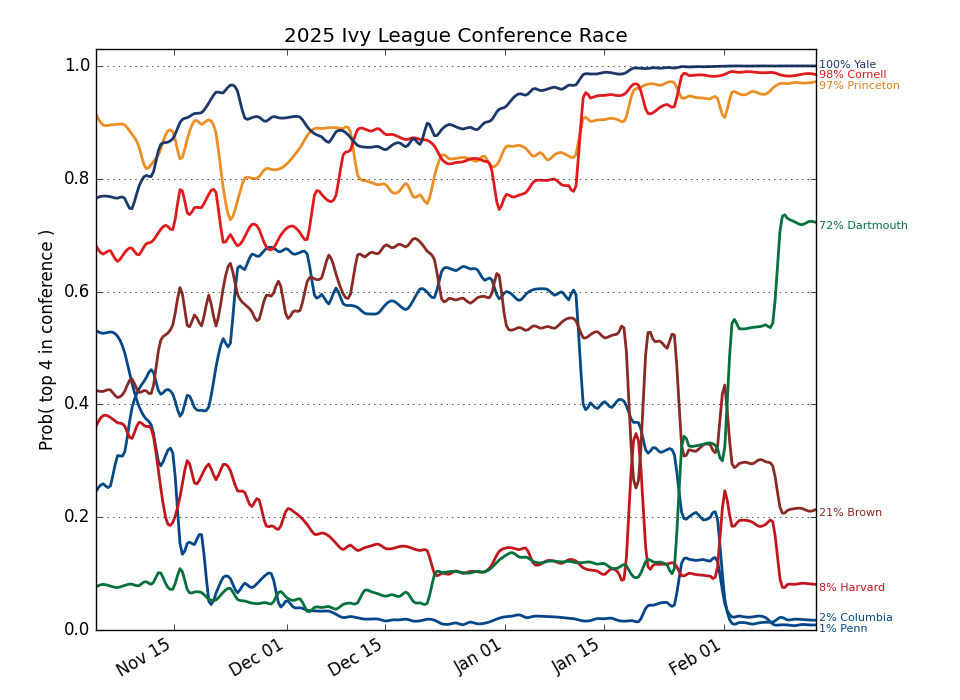 2025 Ivy League Conference Race
Prob( top 4 in conference )
1.0
0.8
0.6
0.4
0.2
0.0
Nov 15
Dec 01
Dec 15
Jan 01
Jan 15
Feb 01
100% Yale
98% Cornell
97% Princeton
72% Dartmouth
21% Brown
8% Harvard
2% Columbia
1% Penn